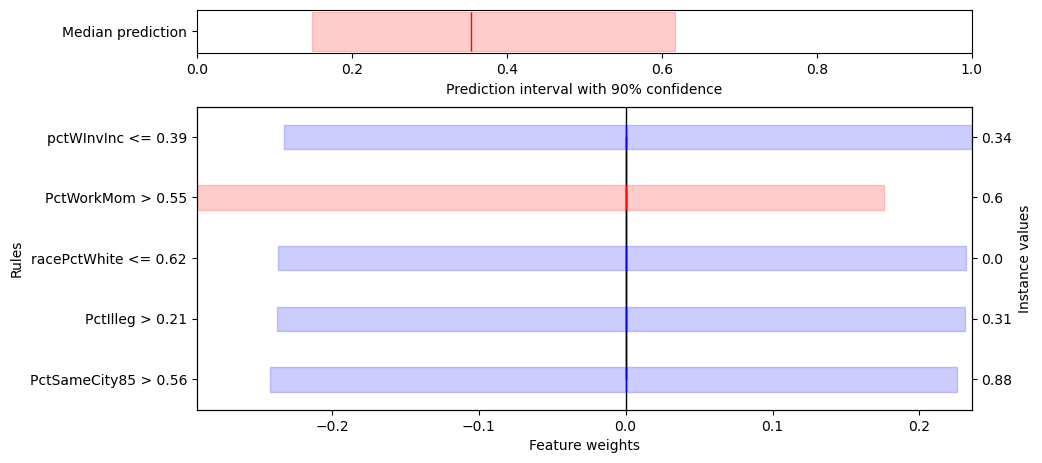 Median prediction
0.0 0.2 0.4 0.6 0.8 1.0
Prediction interval with 90% confidence
pctWInvInc <= 0.39 0.34
PctWorkMom > 0.55 0.6
racePctWhite <= 0.62 0.0
PctIlleg > 0.21 0.31
PctSameCity85 > 0.56 0.88
Rules
Instance values
−0.2 −0.1 0.0 0.1 0.2
Feature weights